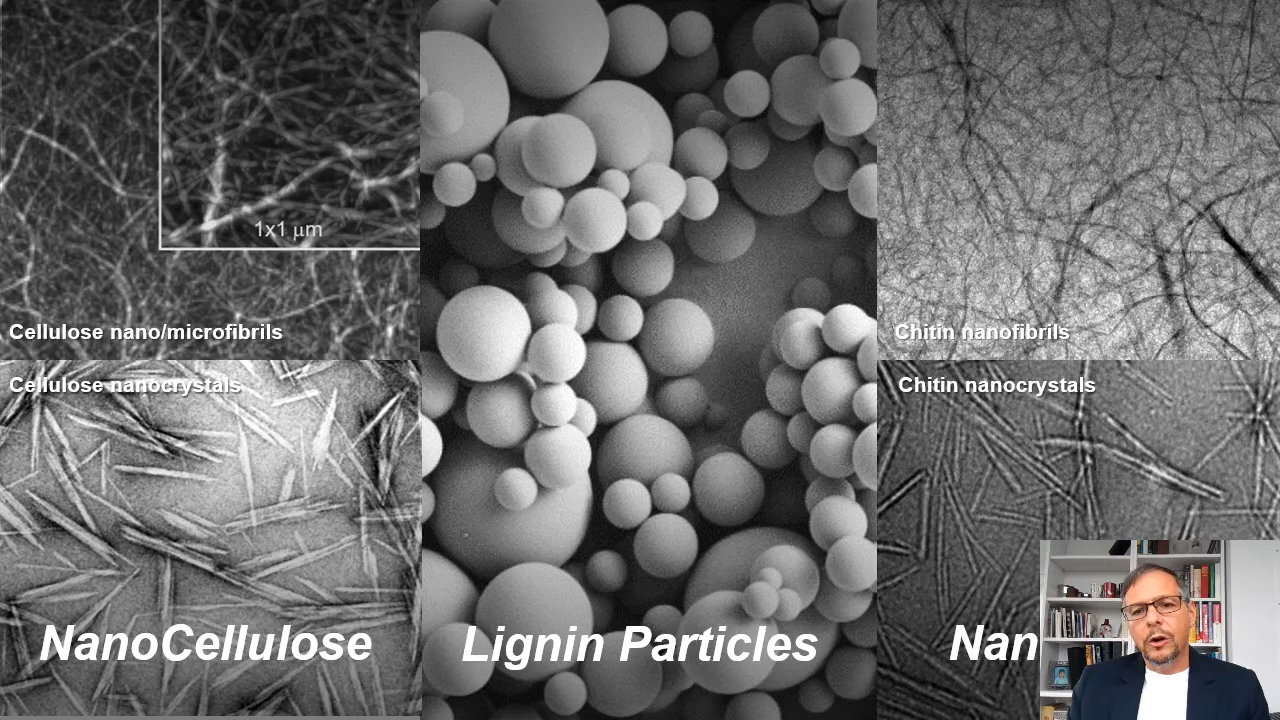 1x1 μm
Cellulose nano/microfibrils
Cellulose nanocrystals
NanoCellulose
Lignin Particles
Chitin nanofibrils
Chitin nanocrystals
Nan